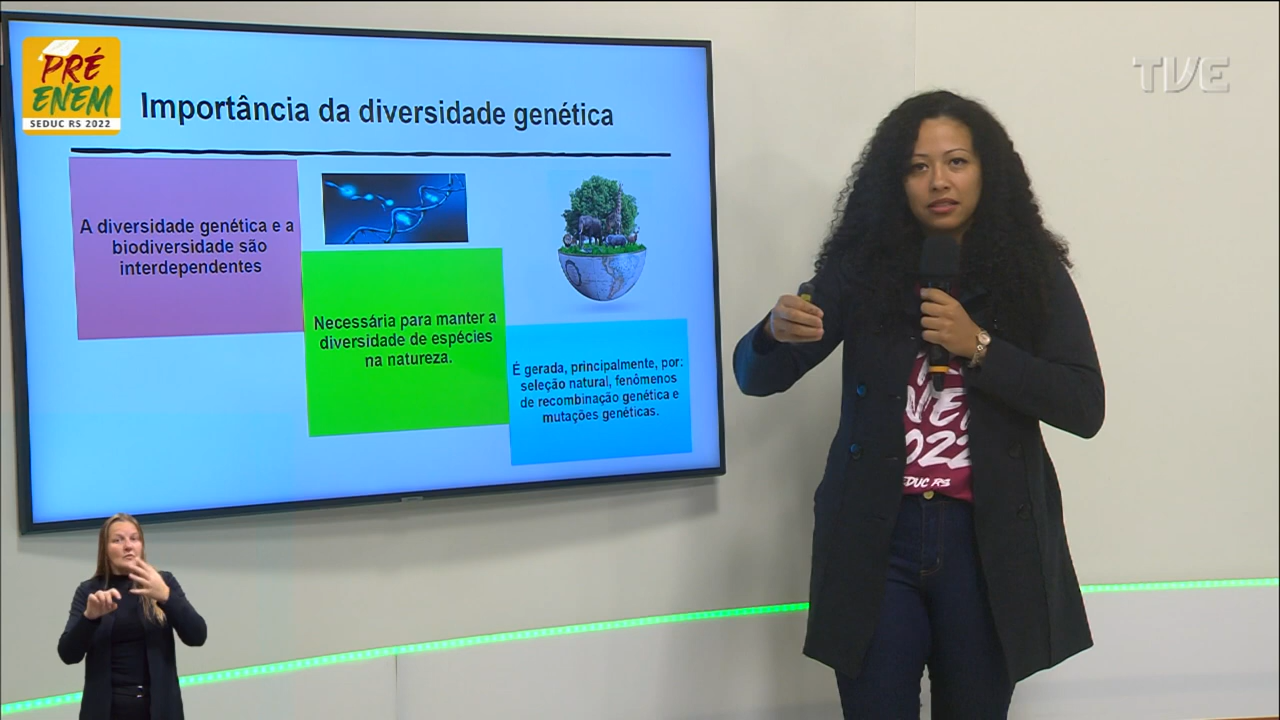 PRÉ
ENEM
SEDUC RS 2022
Importância da diversidade genética
A diversidade genética e a
biodiversidade são
interdependentes
Necessária para manter a
diversidade de espécies
na natureza.
É gerada, principalmente, por:
seleção natural, fenômenos
de recombinação genética e
mutações genéticas.
TVE
2022
SEDUC RS